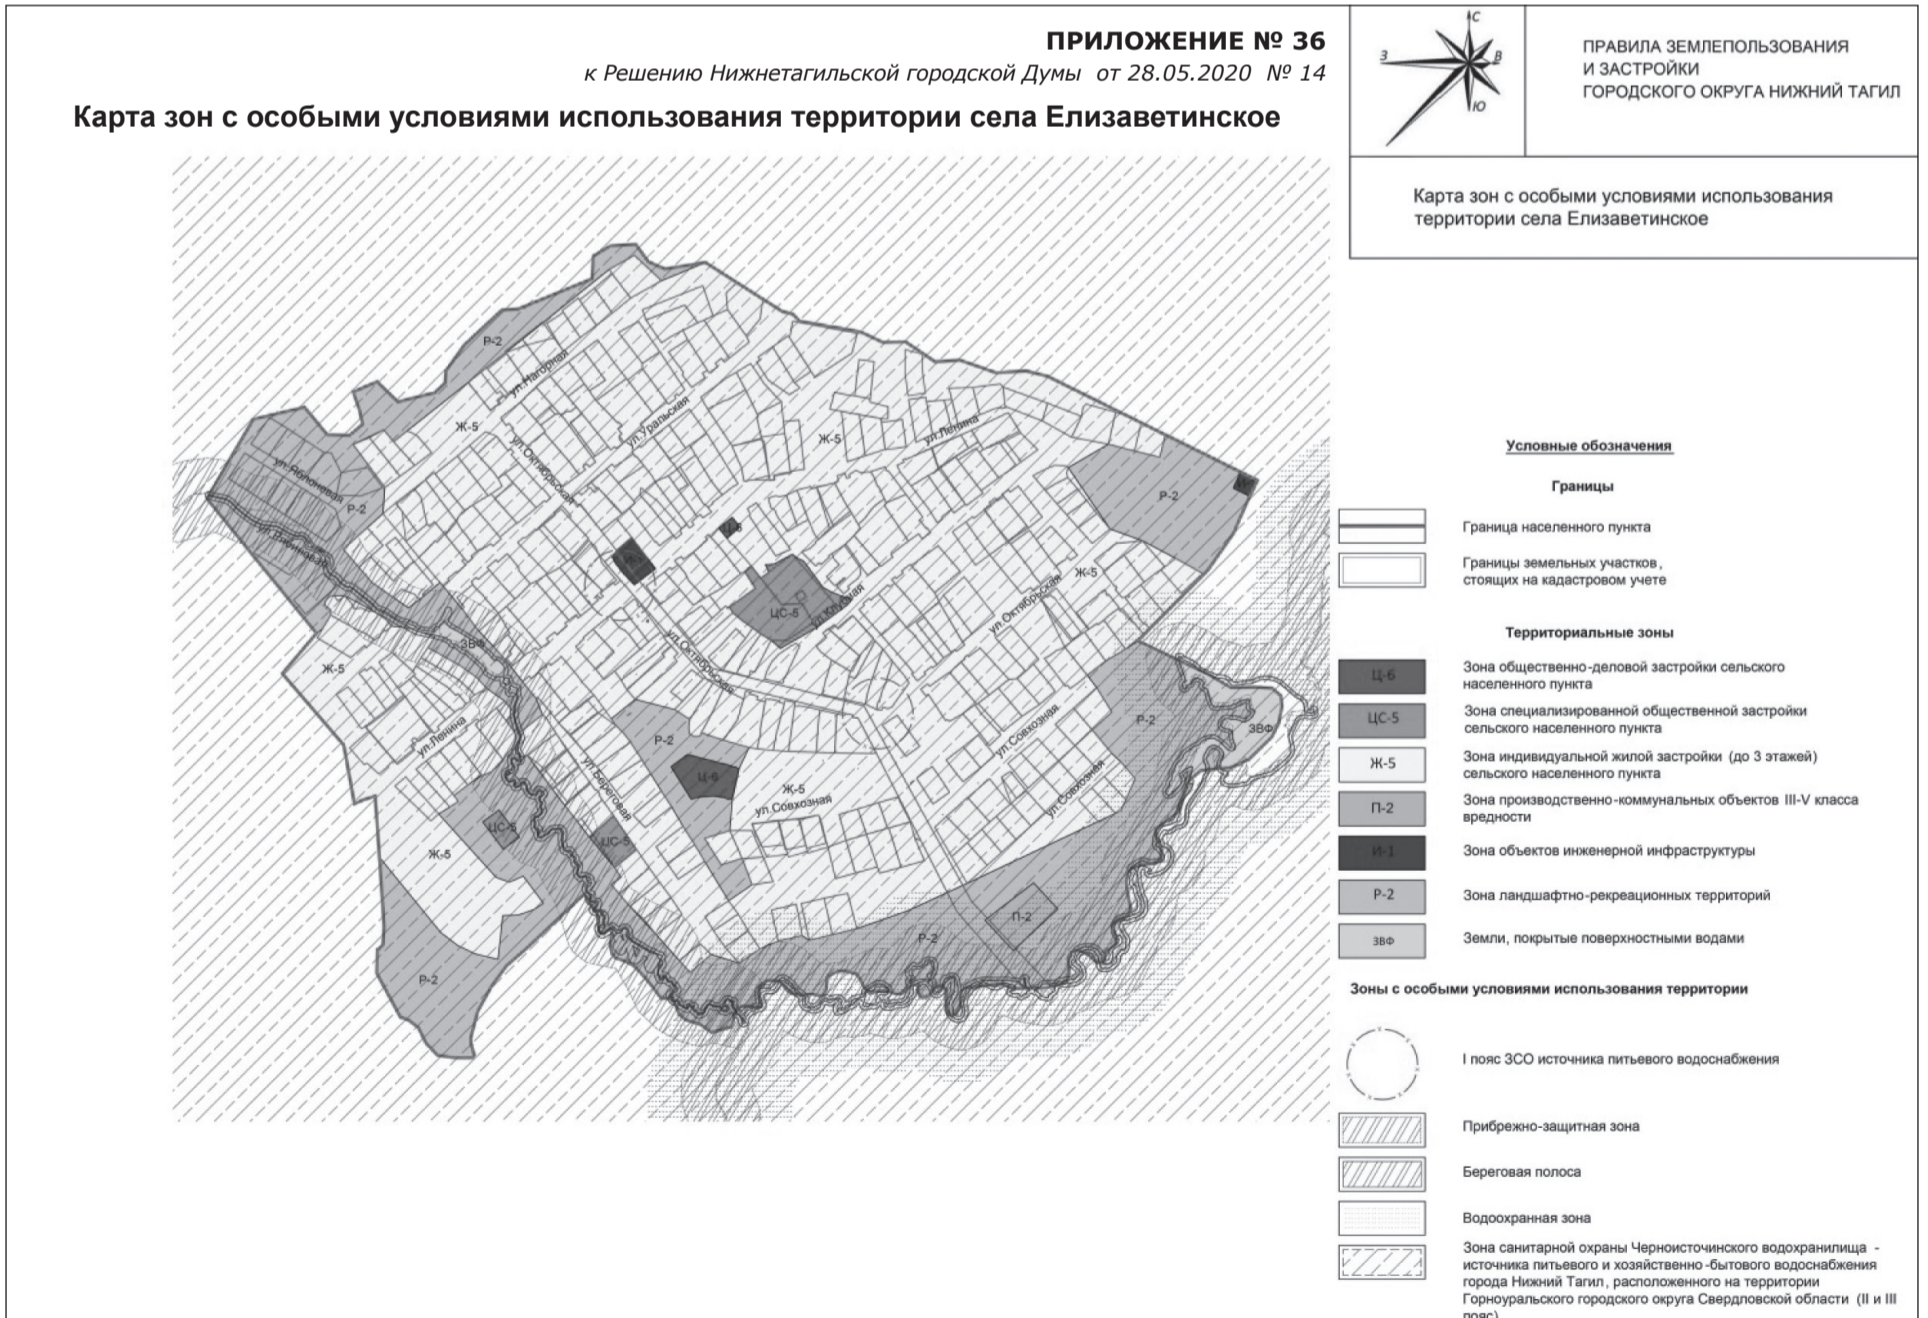 ПРИЛОЖЕНИЕ № 36
к Решению Нижнетагильской городской Думы от 28.05.2020 № 14
Карта зон с особыми условиями использования территории села Елизаветинское
С
З
В
Ю
ПРАВИЛА ЗЕМЛЕПОЛЬЗОВАНИЯ
И ЗАСТРОЙКИ
ГОРОДСКОГО ОКРУГА НИЖНИЙ ТАГИЛ
Карта зон с особыми условиями использования
территории села Елизаветинское
Р-2
ул.Нагорная
Ж-5
ул.Уральская
ул.Октябрьская
Ж-5
ул.Ленина
Р-2
ул.Яблоневая
Р-2
Ж-5
ЦС-5
ул.Клубная
ул.Октябрьская
ул.Октябрьская
ЗВФ
Ж-5
ул.Ленина
Р-2
Ц-6
ул.Береговая
Ж-5
ул.Совхозная
ул.Совхозная
ул.Совхозная
Р-2
ЗВФ
ЦС-5
ЦС-5
Ж-5
Р-2
П-2
Р-2
Условные обозначения
Границы
Граница населенного пункта
Границы земельных участков,
стоящих на кадастровом учете
Территориальные зоны
Ц-6
Зона общественно-деловой застройки сельского
населенного пункта
ЦС-5
Зона специализированной общественной застройки
сельского населенного пункта
Ж-5
Зона индивидуальной жилой застройки (до 3 этажей)
сельского населенного пункта
П-2
Зона производственно-коммунальных объектов III-V класса
вредности
И-1
Зона объектов инженерной инфраструктуры
Р-2
Зона ландшафтно-рекреационных территорий
ЗВФ
Земли, покрытые поверхностными водами
Зоны с особыми условиями использования территории
I пояс ЗСО источника питьевого водоснабжения
Прибрежно-защитная зона
Береговая полоса
Водоохранная зона
Зона санитарной охраны Черноисточинского водохранилища -
источника питьевого и хозяйственно-бытового водоснабжения
города Нижний Тагил, расположенного на территории
Горноуральского городского округа Свердловской области (II и III
пояс)